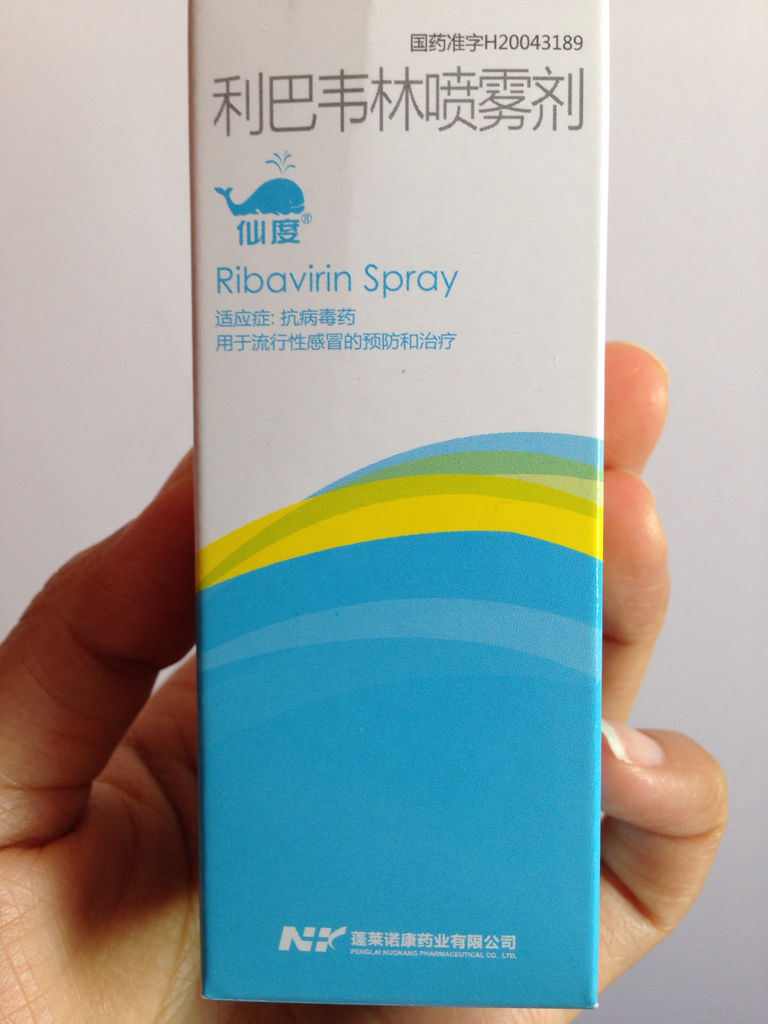 国药准字H20043189
利巴韦林喷雾剂
仙度®
Ribavirin Spray
适应症: 抗病毒药
用于流行性感冒的预防和治疗
NK 蓬莱诺康药业有限公司
PENGLAI NUOKANG PHARMACEUTICAL CO., LTD.